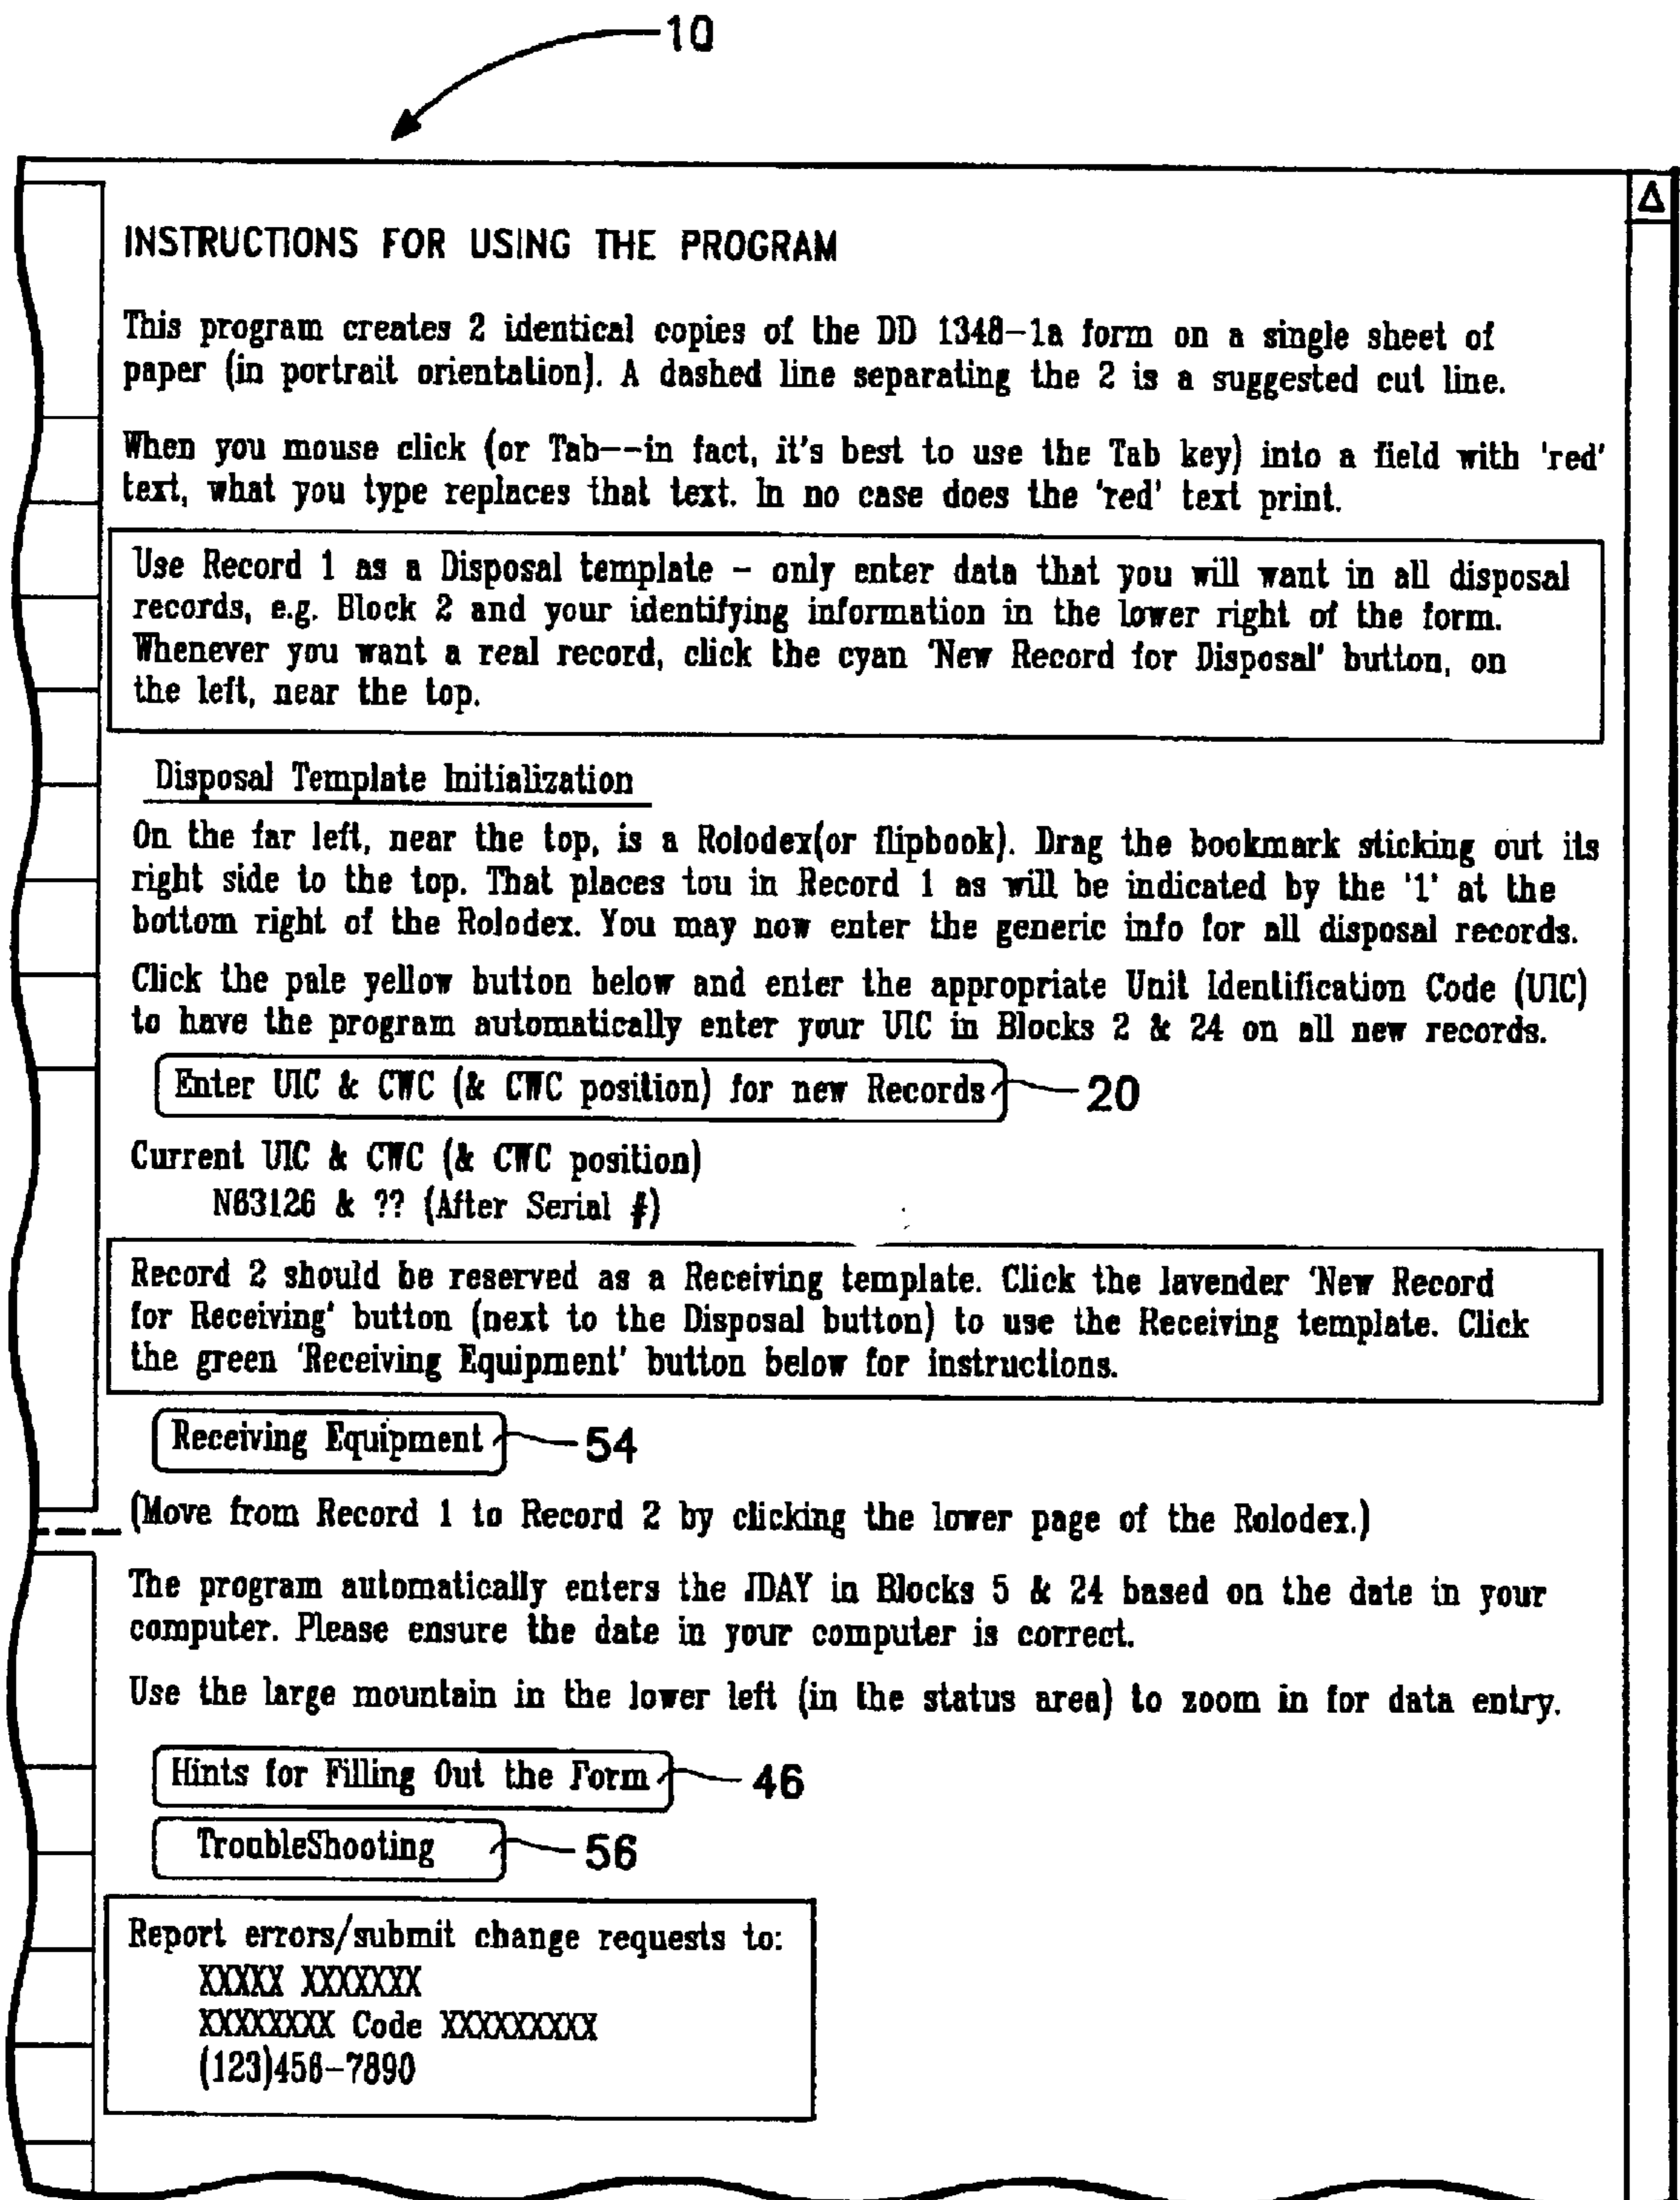 10
INSTRUCTIONS FOR USING THE PROGRAM
This program creates 2 identical copies of the DD 1348-1a form on a single sheet of
paper (in portrait orientation). A dashed line separating the 2 is a suggested cut line.
When you mouse click (or Tab--in fact, it's best to use the Tab key) into a field with 'red'
text, what you type replaces that text. In no case does the 'red' text print.
Use Record 1 as a Disposal template - only enter data that you will want in all disposal
records, e.g. Block 2 and your identifying information in the lower right of the form.
Whenever you want a real record, click the cyan 'New Record for Disposal' button, on
the left, near the top.
Disposal Template Initialization
On the far left, near the top, is a Rolodex(or flipbook). Drag the bookmark sticking out its
right side to the top. That places tou in Record 1 as will be indicated by the '1' at the
bottom right of the Rolodex. You may now enter the generic info for all disposal records.
Click the pale yellow button below and enter the appropriate Unit Identification Code (UIC)
to have the program automatically enter your UIC in Blocks 2 & 24 on all new records.
Enter UIC & CWC (& CWC position) for new Records 20
Current UIC & CWC (& CWC position)
N63126 & ?? (After Serial #)
Record 2 should be reserved as a Receiving template. Click the lavender 'New Record
for Receiving' button (next to the Disposal button) to use the Receiving template. Click
the green 'Receiving Equipment' button below for instructions.
Receiving Equipment 54
(Move from Record 1 to Record 2 by clicking the lower page of the Rolodex.)
The program automatically enters the JDAY in Blocks 5 & 24 based on the date in your
computer. Please ensure the date in your computer is correct.
Use the large mountain in the lower left (in the status area) to zoom in for data entry.
Hints for Filling Out the Form 46
TroubleShooting 56
Report errors/submit change requests to:
XXXXX XXXXXXX
XXXXXXXX Code XXXXXXXXX
(123)456-7890